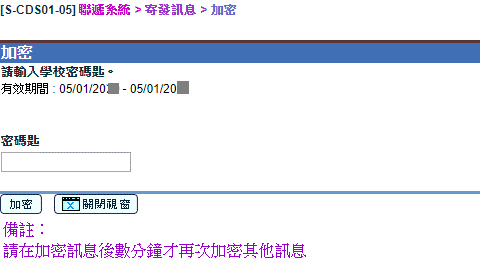 [S-CDS01-05] 聯遞系統 > 寄發訊息 > 加密
加密
請輸入學校密碼匙。
有效期間 : 05/01/202 - 05/01/20
密碼匙
加密 關閉視窗
備註：
請在加密訊息後數分鐘才再次加密其他訊息